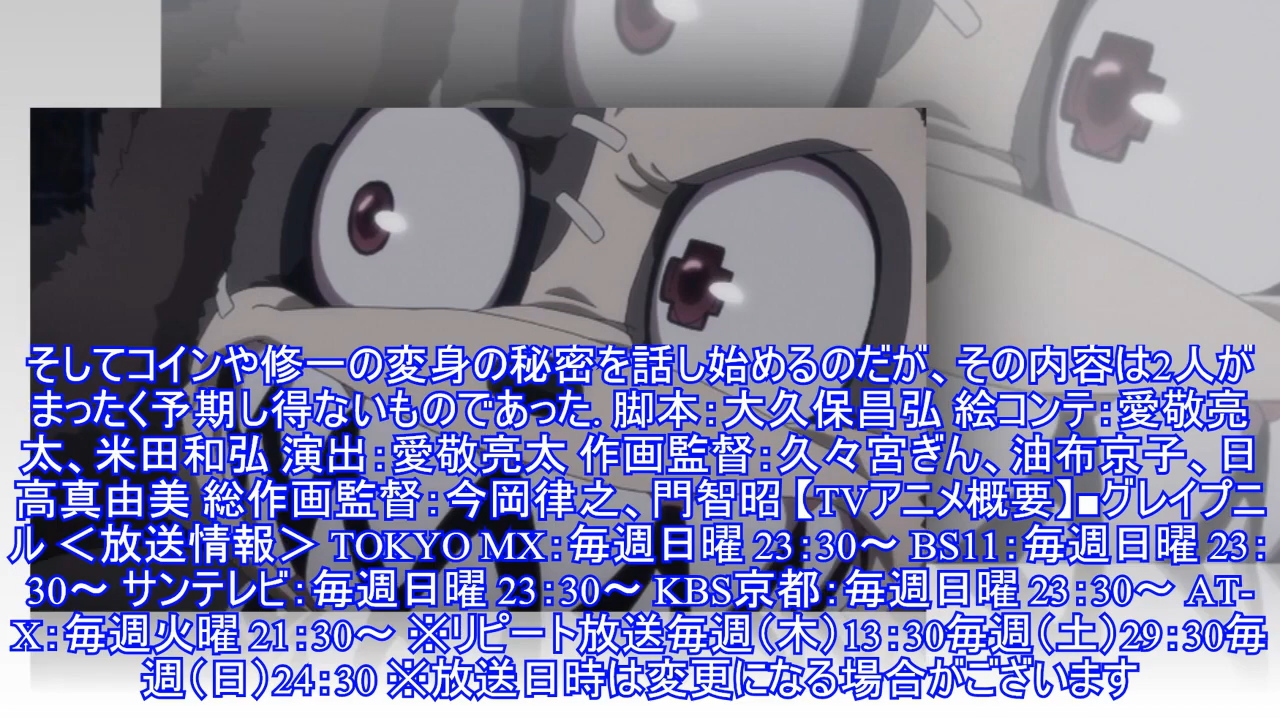 そしてコインや修一の変身の秘密を話し始めるのだが、その内容は2人が
まったく予期し得ないものであった. 脚本：大久保昌弘 絵コンテ：愛敬亮
太、米田和弘 演出：愛敬亮太 作画監督：久々宮ぎん、油布京子、日
高真由美 総作画監督：今岡律之、門智昭【TVアニメ概要】■グレイプニ
ル ＜放送情報＞ TOKYO MX：毎週日曜 23：30～ BS11：毎週日曜 23：
30～ サンテレビ：毎週日曜 23：30～ KBS京都：毎週日曜 23：30～ AT-
X：毎週火曜 21：30～ ※リピート放送毎週（木）13：30毎週（土）29：30毎
週（日）24：30 ※放送日時は変更になる場合がございます